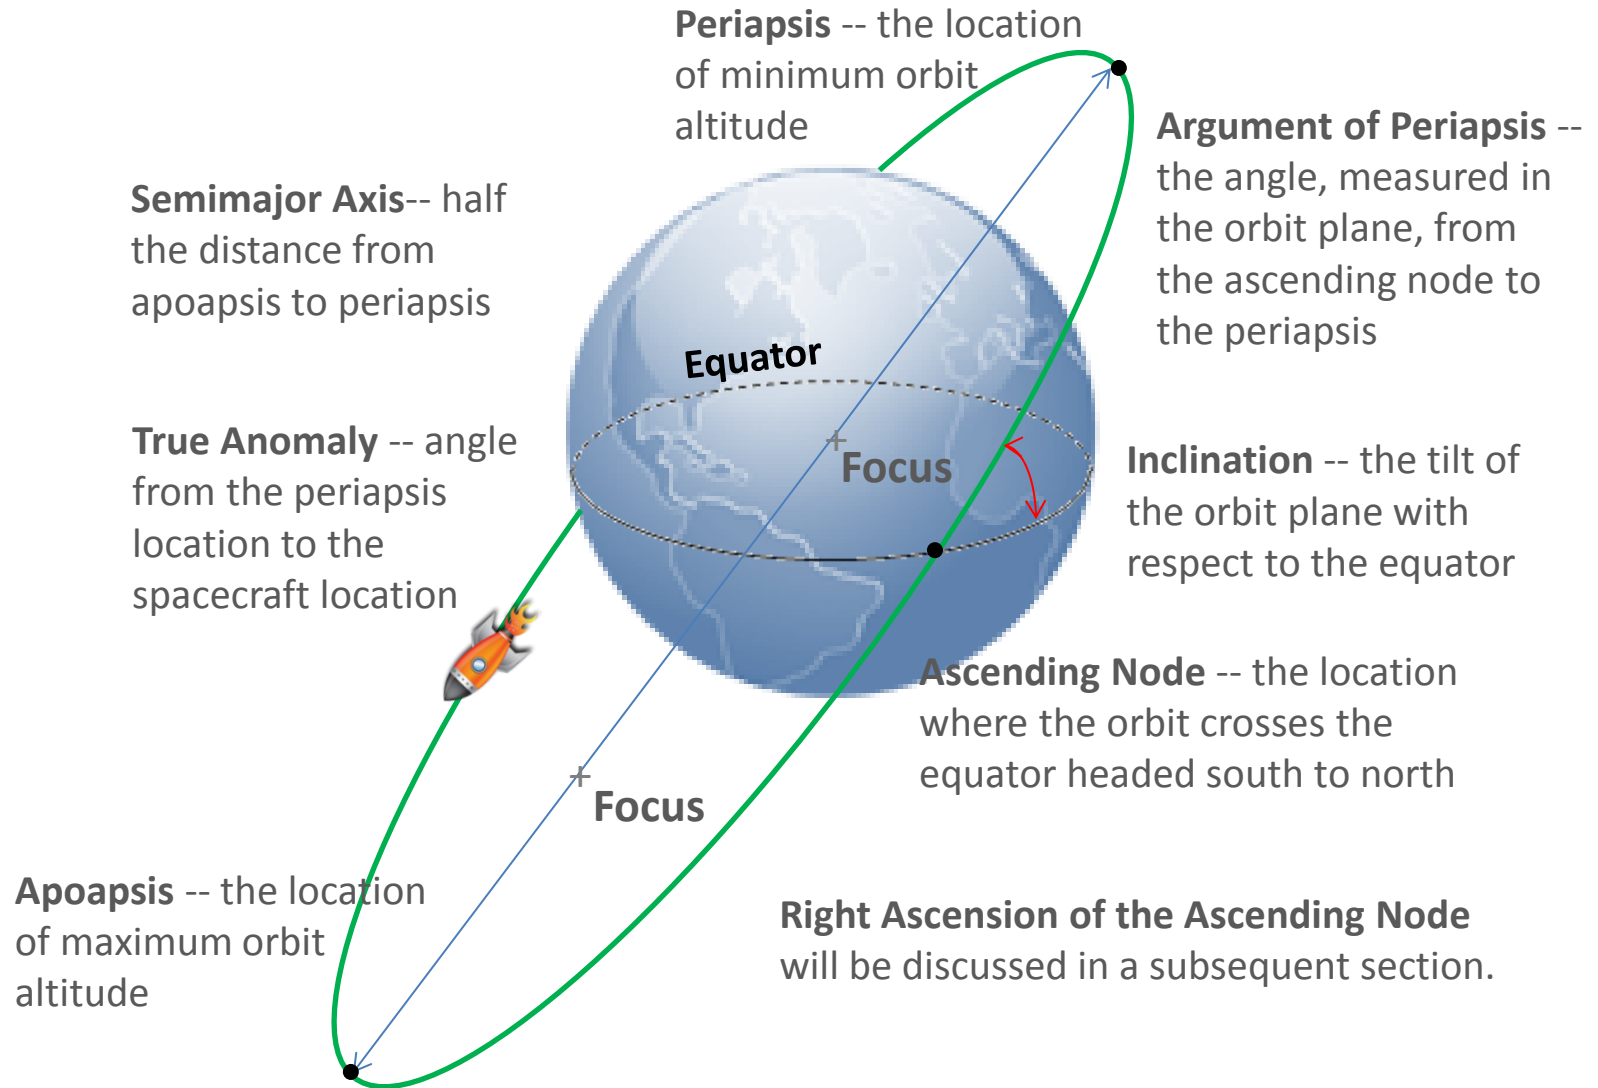 Periapsis -- the location
of minimum orbit
altitude
Argument of Periapsis --
the angle, measured in
the orbit plane, from
the ascending node to
the periapsis
Semimajor Axis-- half
the distance from
apoapsis to periapsis
Equator
True Anomaly -- angle
from the periapsis
location to the
spacecraft location
Focus
Inclination -- the tilt of
the orbit plane with
respect to the equator
Ascending Node -- the location
where the orbit crosses the
equator headed south to north
Focus
Apoapsis -- the location
of maximum orbit
altitude
Right Ascension of the Ascending Node
will be discussed in a subsequent section.